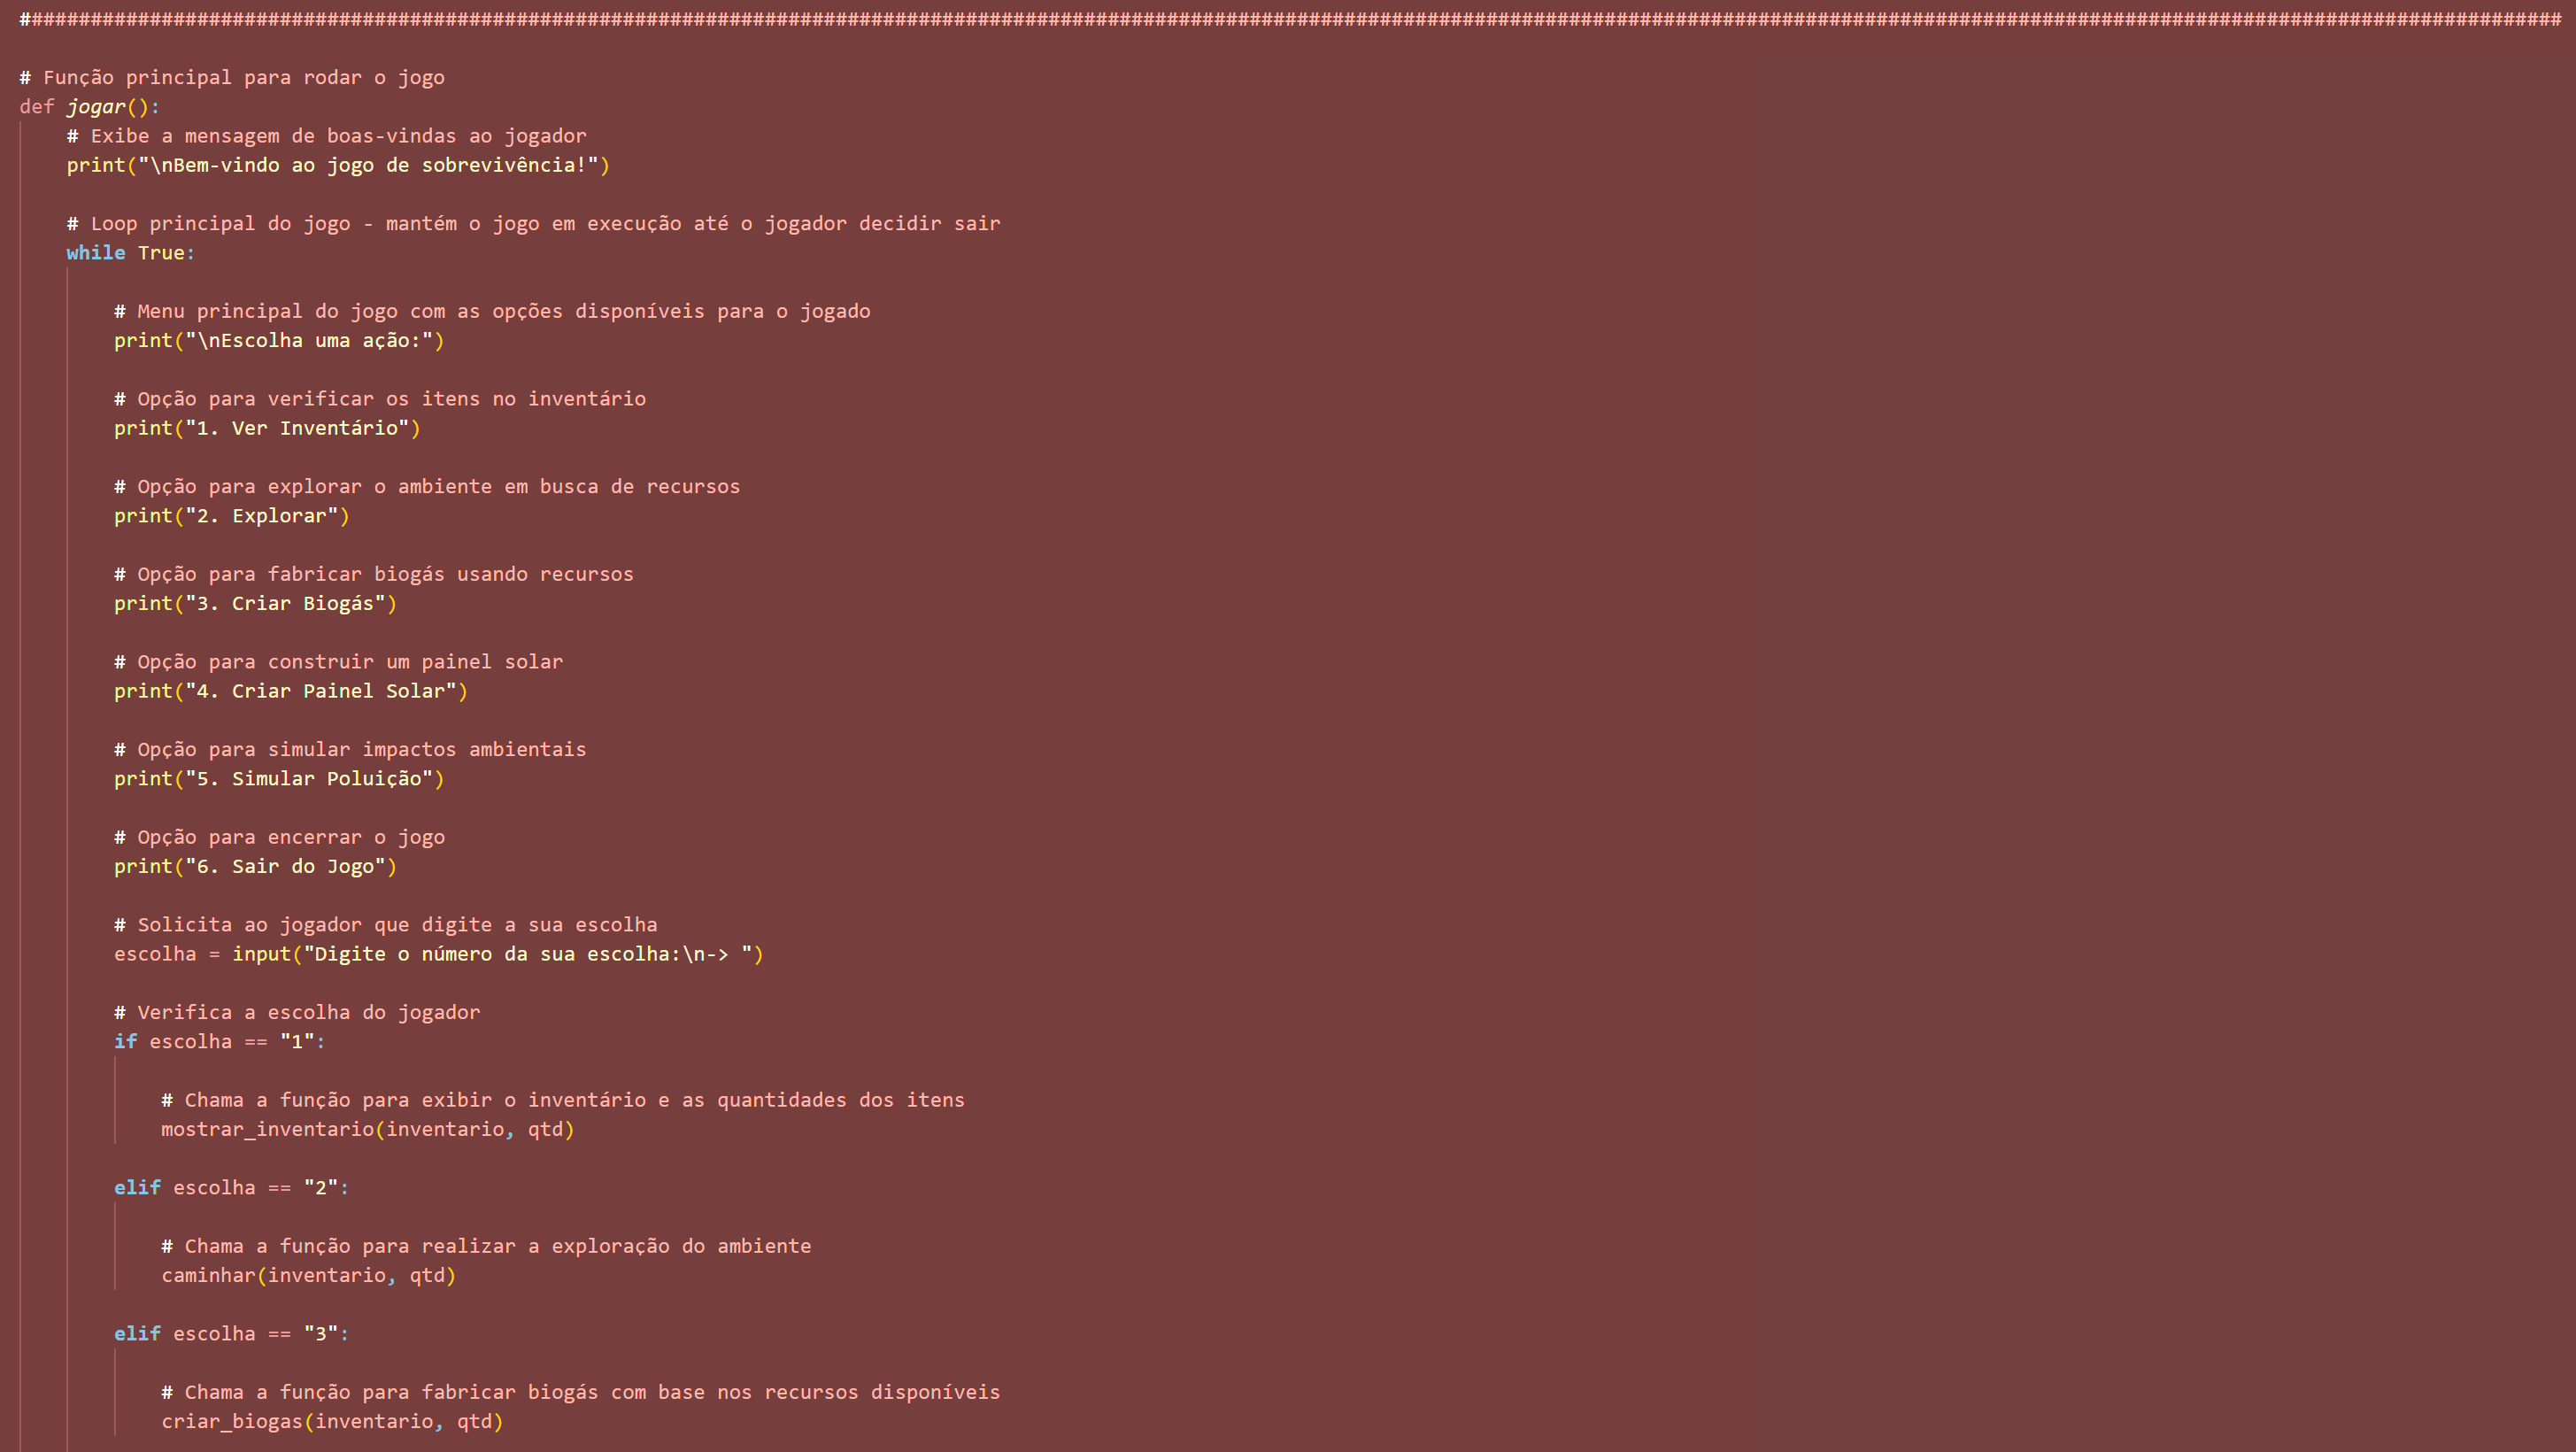 ###########################################################################################################################################################################################################################
# Função principal para rodar o jogo
def jogar():
    # Exibe a mensagem de boas-vindas ao jogador
    print("\nBem-vindo ao jogo de sobrevivência!")
    # Loop principal do jogo - mantém o jogo em execução até o jogador decidir sair
    while True:
        # Menu principal do jogo com as opções disponíveis para o jogado
        print("\nEscolha uma ação:")
        # Opção para verificar os itens no inventário
        print("1. Ver Inventário")
        # Opção para explorar o ambiente em busca de recursos
        print("2. Explorar")
        # Opção para fabricar biogás usando recursos
        print("3. Criar Biogás")
        # Opção para construir um painel solar
        print("4. Criar Painel Solar")
        # Opção para simular impactos ambientais
        print("5. Simular Poluição")
        # Opção para encerrar o jogo
        print("6. Sair do Jogo")
        # Solicita ao jogador que digite a sua escolha
        escolha = input("Digite o número da sua escolha:\n-> ")
        # Verifica a escolha do jogador
        if escolha == "1":
            # Chama a função para exibir o inventário e as quantidades dos itens
            mostrar_inventario(inventario, qtd)
        elif escolha == "2":
            # Chama a função para realizar a exploração do ambiente
            caminhar(inventario, qtd)
        elif escolha == "3":
            # Chama a função para fabricar biogás com base nos recursos disponíveis
            criar_biogas(inventario, qtd)